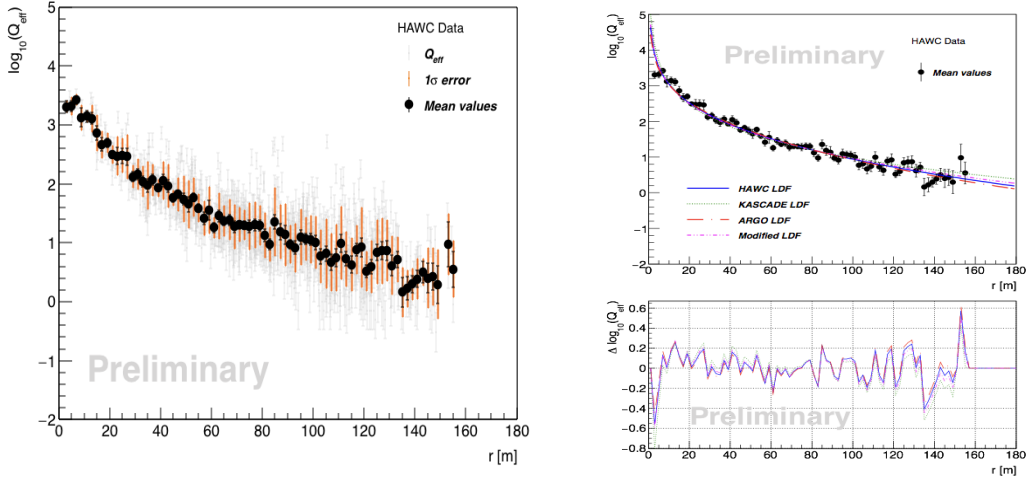 log10(Qeff)
5
4
3
2
1
0
−1
−2
HAWC Data
Qeff
1σ error
Mean values
Preliminary
0 20 40 60 80 100 120 140 160 180
r [m]
log10(Qeff)
5
4
3
2
1
0
−1
−2
Preliminary
HAWC Data
Mean values
HAWC LDF
KASCADE LDF
ARGO LDF
Modified LDF
0 20 40 60 80 100 120 140 160 180
r [m]
Δ log10(Qeff)
0.6
0.4
0.2
0
−0.2
−0.4
−0.6
−0.8
Preliminary
0 20 40 60 80 100 120 140 160 180
r [m]